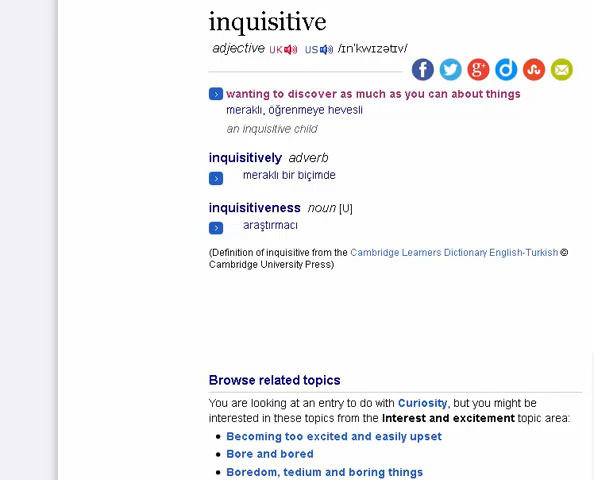 inquisitive
adjective UK US /ɪnˈkwɪzətɪv/
wanting to discover as much as you can about things
meraklı, öğrenmeye hevesli
an inquisitive child
inquisitively adverb
meraklı bir biçimde
inquisitiveness noun [U]
araştırmacı
(Definition of inquisitive from the Cambridge Learners Dictionary English-Turkish ©
Cambridge University Press)
Browse related topics
You are looking at an entry to do with Curiosity, but you might be
interested in these topics from the Interest and excitement topic area:
• Becoming too excited and easily upset
• Bore and bored
• Boredom, tedium and boring things